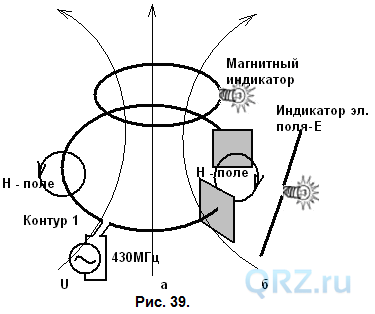 Магнитный
индикатор
Индикатор эл.
поля-Е
Н - поле
Н - поле
Контур 1
430МГц
U
а
б
QRZ.ru
Рис. 39.